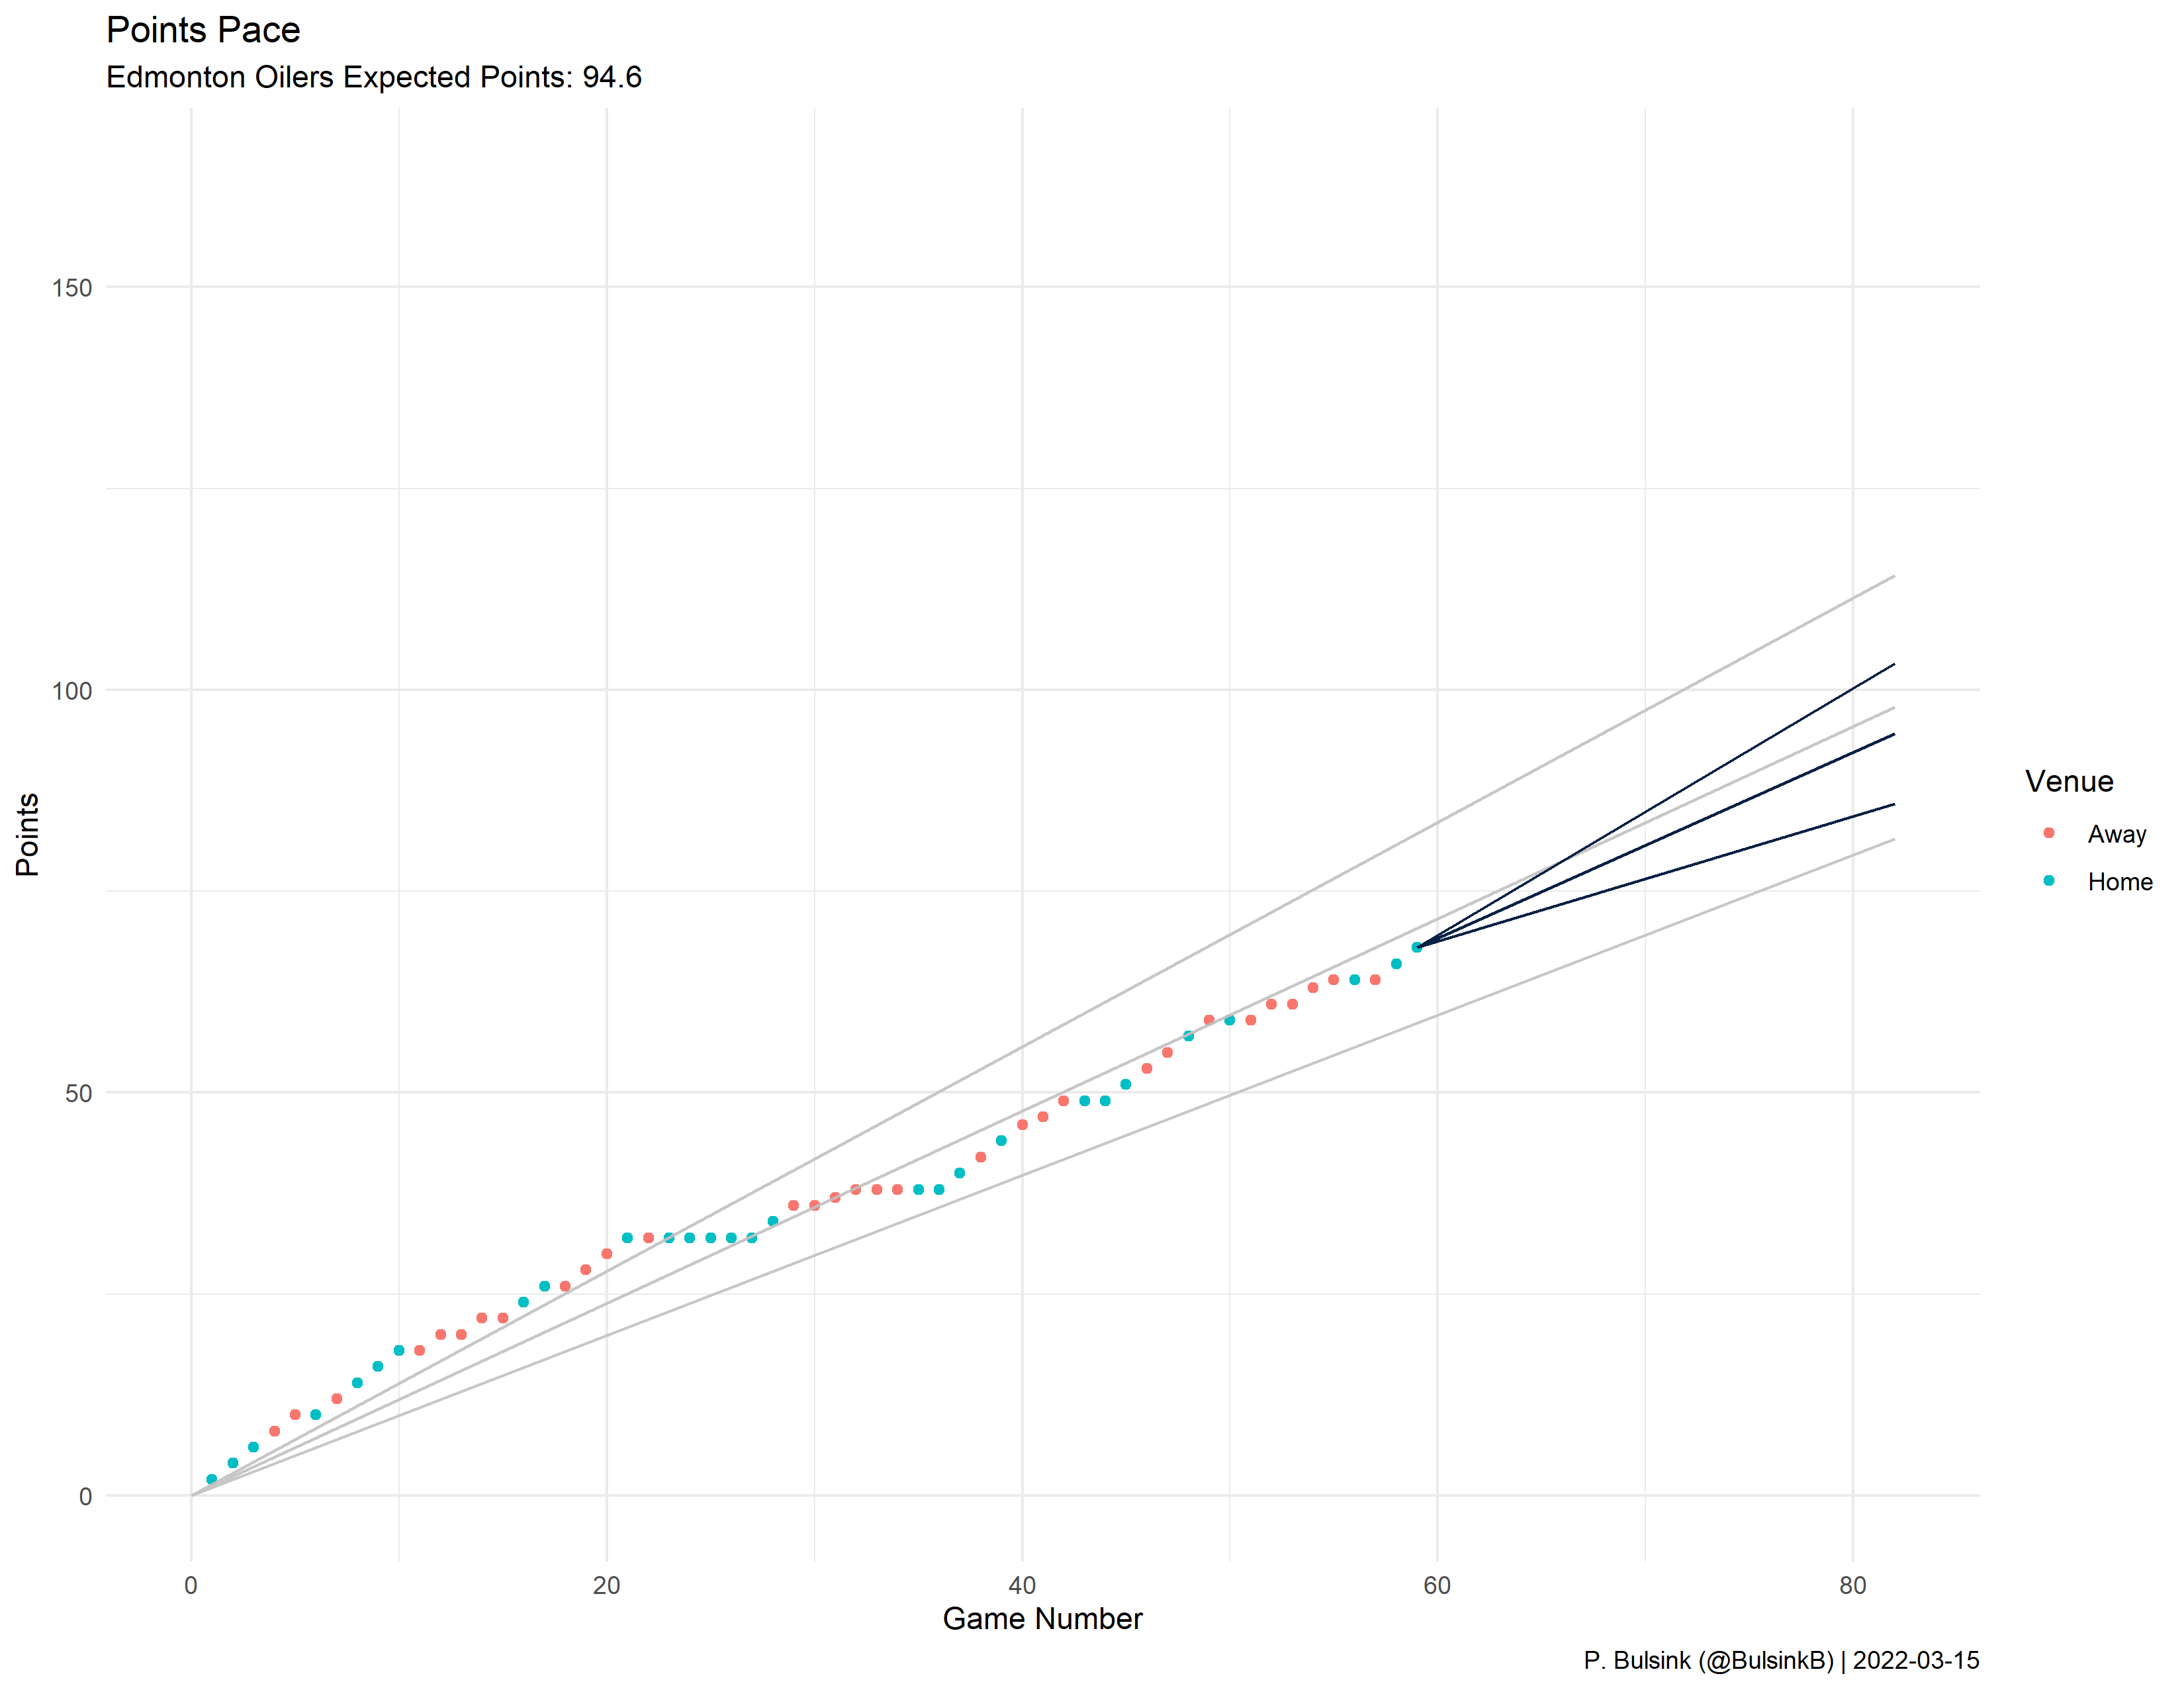 Points Pace
Edmonton Oilers Expected Points: 94.6
150
100
50
0
Points
0 20 40 60 80
Game Number
Venue
Away
Home
P. Bulsink (@BulsinkB) | 2022-03-15